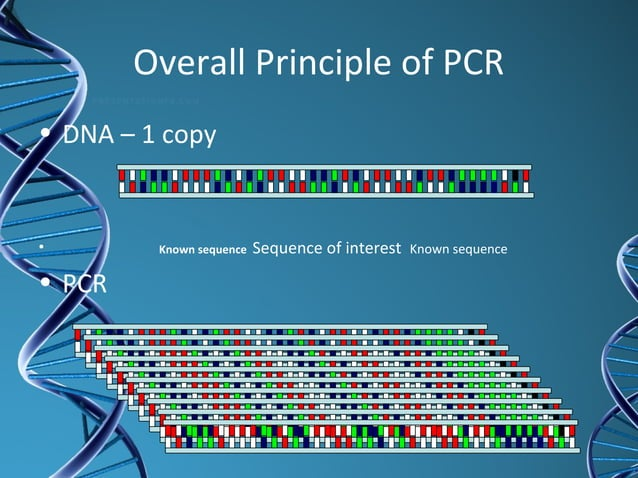 Overall Principle of PCR
• DNA – 1 copy
• Known sequence Sequence of interest Known sequence
• PCR